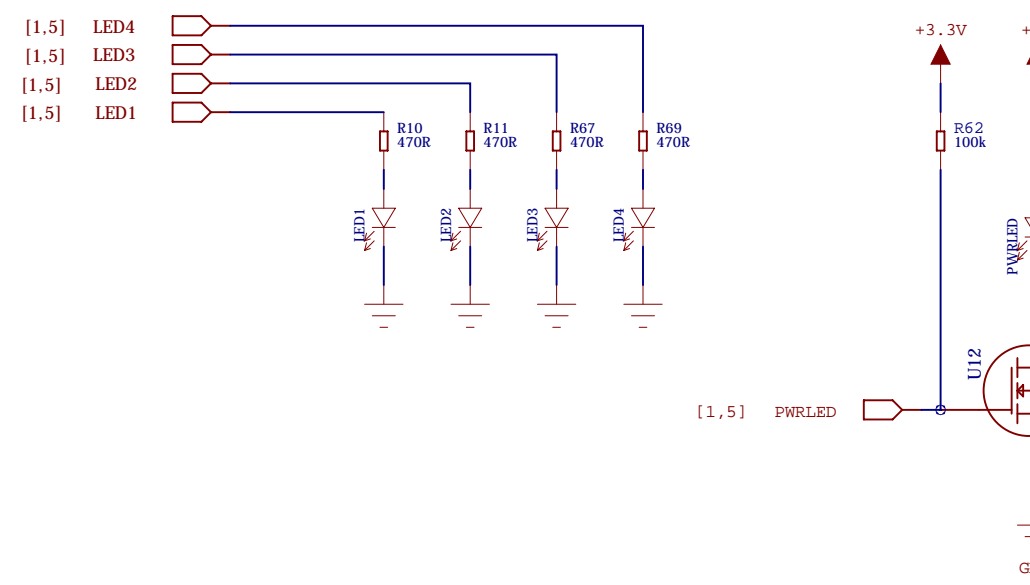 [1,5] LED4
[1,5] LED3
[1,5] LED2
[1,5] LED1
R10
470R
R11
470R
R67
470R
R69
470R
LED1
LED2
LED3
LED4
+3.3V
+
R62
100k
PWRLED
U12
[1,5] PWRLED
G